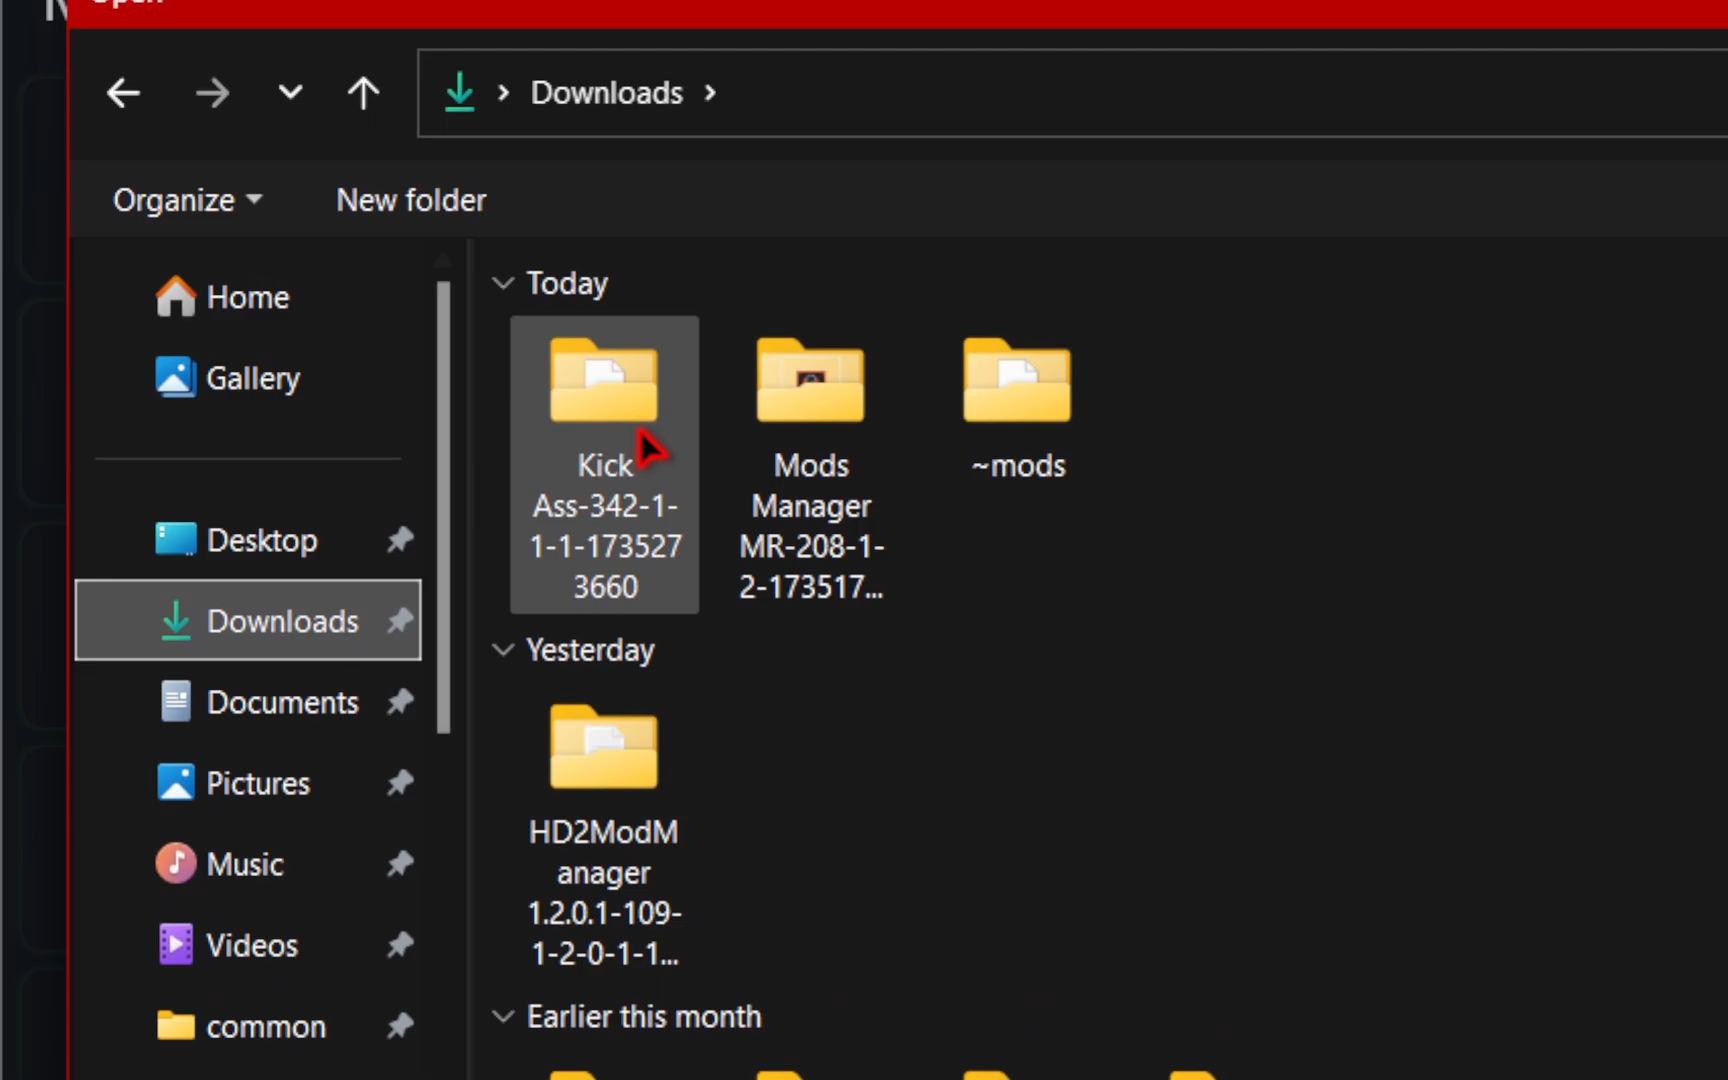 Downloads
Organize
New folder
Home
Gallery
Desktop
Downloads
Documents
Pictures
Music
Videos
common
Today
Kick
Ass-342-1-
1-1-173527
3660
Mods
Manager
MR-208-1-
2-173517...
~mods
Yesterday
HD2ModM
anager
1.2.0.1-109-
1-2-0-1-1...
Earlier this month